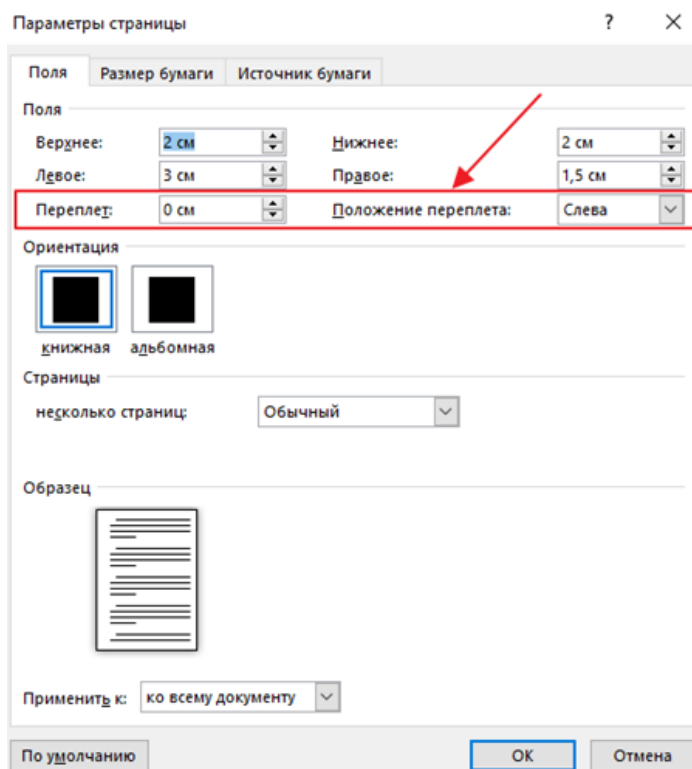 Параметры страницы ? ×
Поля Размер бумаги Источник бумаги
Поля
Верхнее: 2 см Нижнее: 2 см
Левое: 3 см Правое: 1,5 см
Переплет: 0 см Положение переплета: Слева
Ориентация
книжная альбомная
Страницы
несколько страниц: Обычный
Образец
Применить к: ко всему документу
По умолчанию ОК Отмена